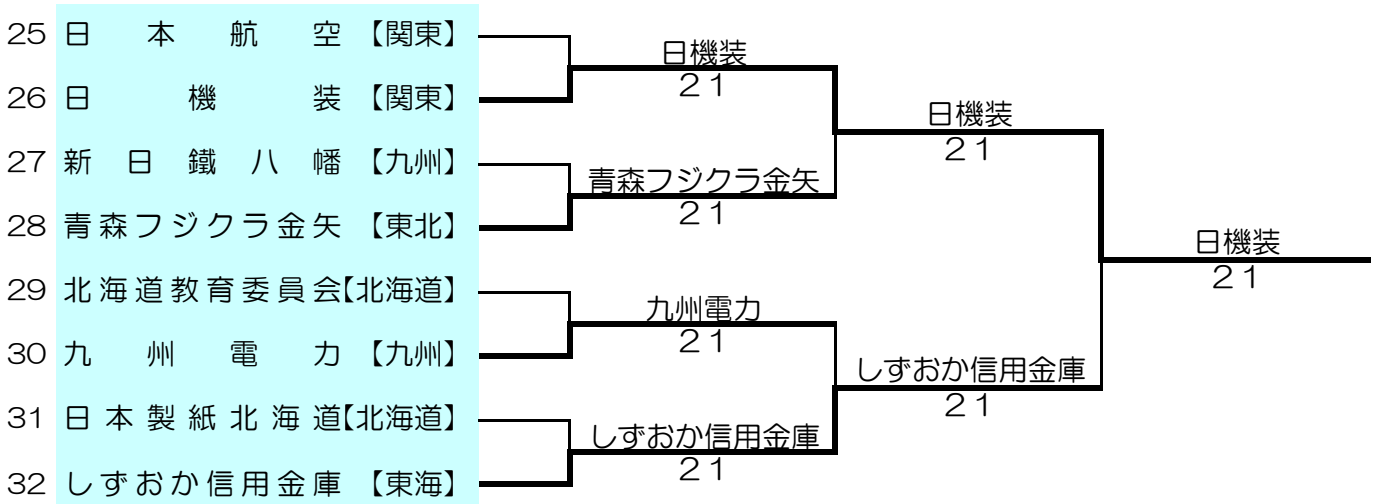 25 日本航空【関東】
26 日機装【関東】
27 新日鐵八幡【九州】
28 青森フジクラ金矢【東北】
29 北海道教育委員会【北海道】
30 九州電力【九州】
31 日本製紙北海道【北海道】
32 しずおか信用金庫【東海】
日機装
21
青森フジクラ金矢
21
九州電力
21
しずおか信用金庫
21
日機装
21
しずおか信用金庫
21
日機装
21